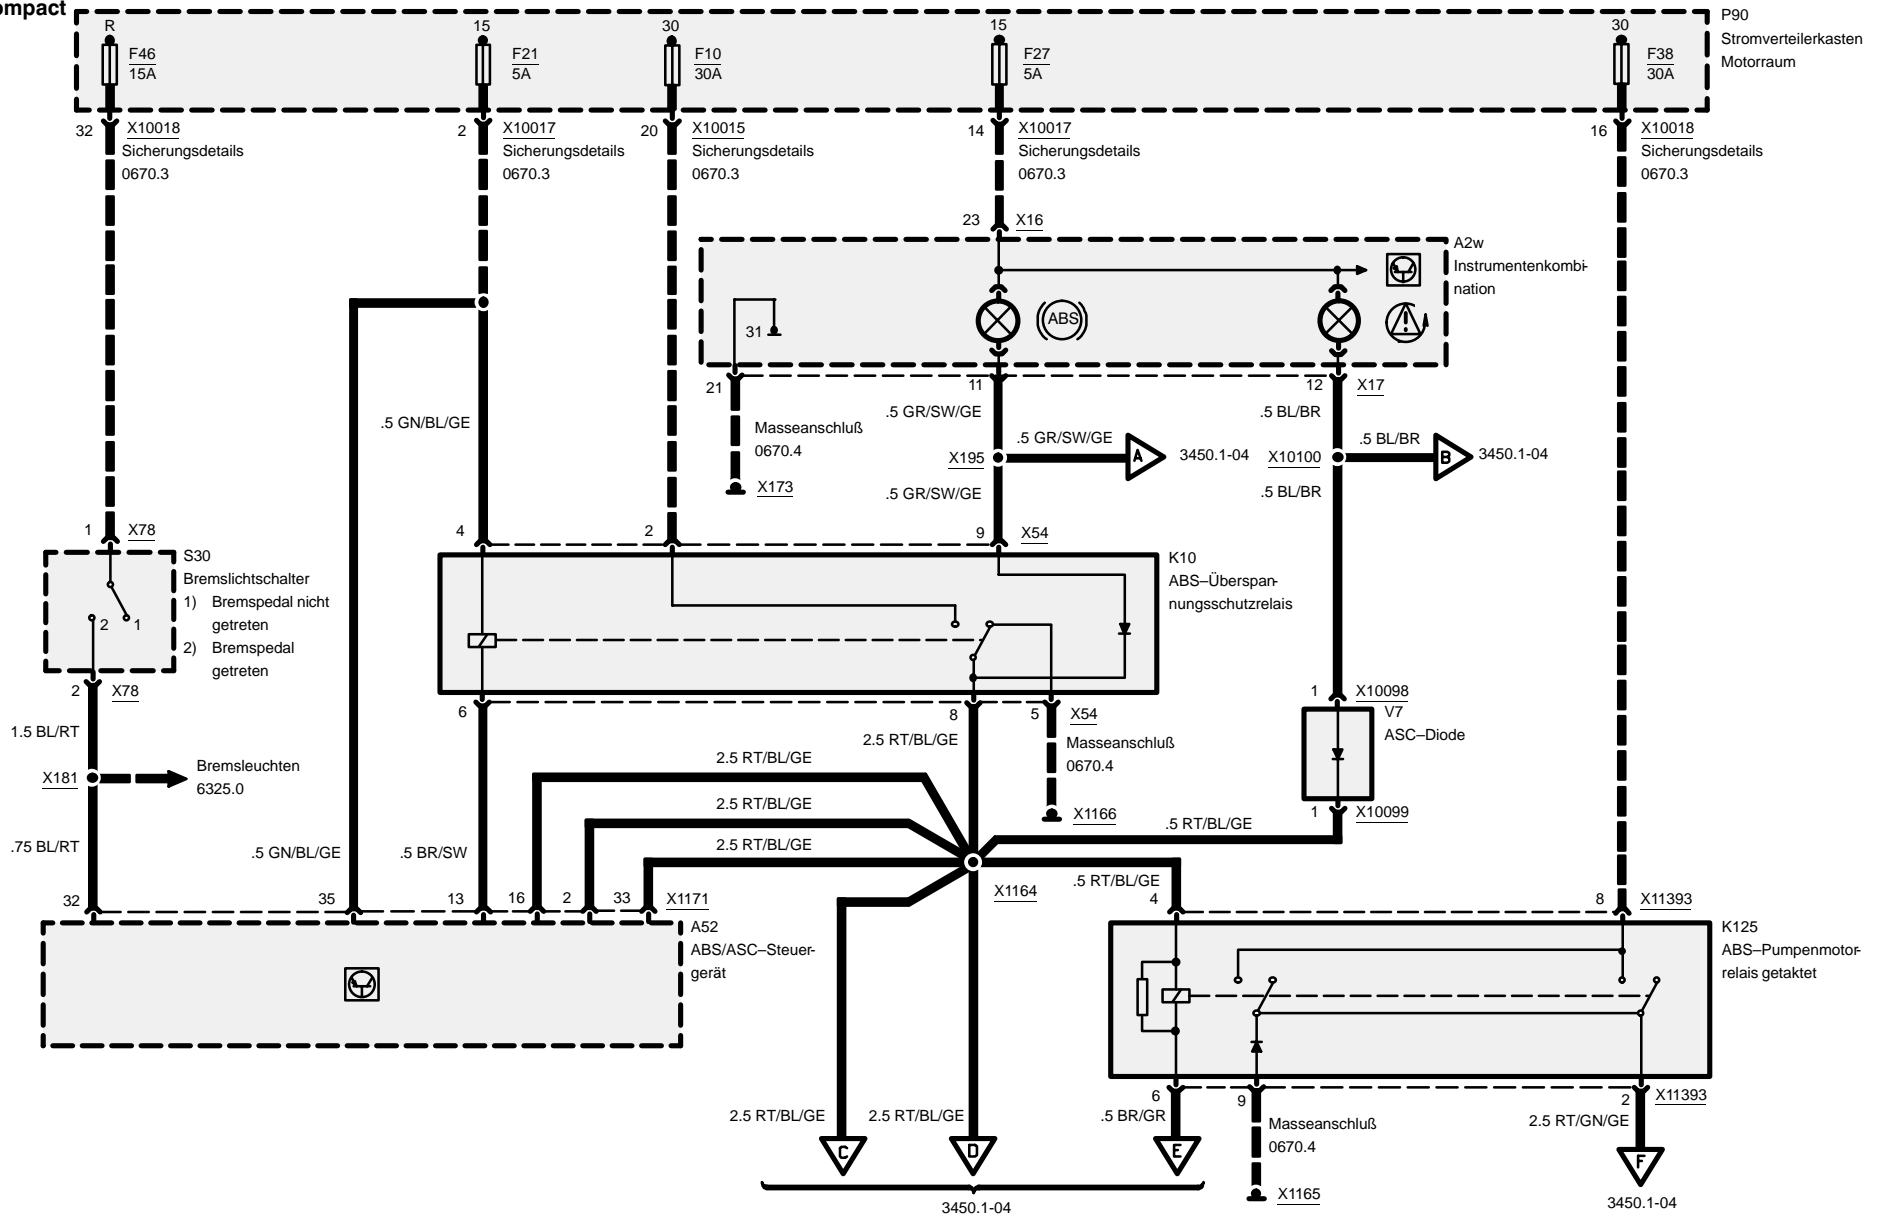 ompact
R
15
30
15
30
P90
Stromverteilerkasten
Motorraum
F46
15A
F21
5A
F10
30A
F27
5A
F38
30A
32
X10018
Sicherungsdetails
0670.3
2
X10017
Sicherungsdetails
0670.3
20
X10015
Sicherungsdetails
0670.3
14
X10017
Sicherungsdetails
0670.3
16
X10018
Sicherungsdetails
0670.3
23
X16
A2w
Instrumentenkombi-
nation
31
ABS
21
11
12
X17
.5 GN/BL/GE
Masseanschluß
0670.4
X173
.5 GR/SW/GE
.5 GR/SW/GE
X195
A
3450.1-04
.5 GR/SW/GE
.5 BL/BR
.5 BL/BR
X10100
B
3450.1-04
.5 BL/BR
1
X78
4
2
9
X54
S30
Bremslichtschalter
1) Bremspedal nicht
getreten
2) Bremspedal
getreten
2
1
K10
ABS–Überspan-
nungsschutzrelais
2
X78
6
8
5
X54
1
X10098
V7
ASC–Diode
1.5 BL/RT
2.5 RT/BL/GE
Masseanschluß
0670.4
X181
Bremsleuchten
6325.0
2.5 RT/BL/GE
2.5 RT/BL/GE
2.5 RT/BL/GE
X1166
1
X10099
.5 RT/BL/GE
.75 BL/RT
.5 GN/BL/GE
.5 BR/SW
.5 RT/BL/GE
X1164
32
35
13
16
2
33
X1171
4
8
X11393
A52
ABS/ASC–Steuer-
gerät
K125
ABS–Pumpenmotor-
relais getaktet
6
9
2
X11393
2.5 RT/BL/GE
2.5 RT/BL/GE
.5 BR/GR
Masseanschluß
0670.4
2.5 RT/GN/GE
C
D
E
F
X1165
3450.1-04
3450.1-04